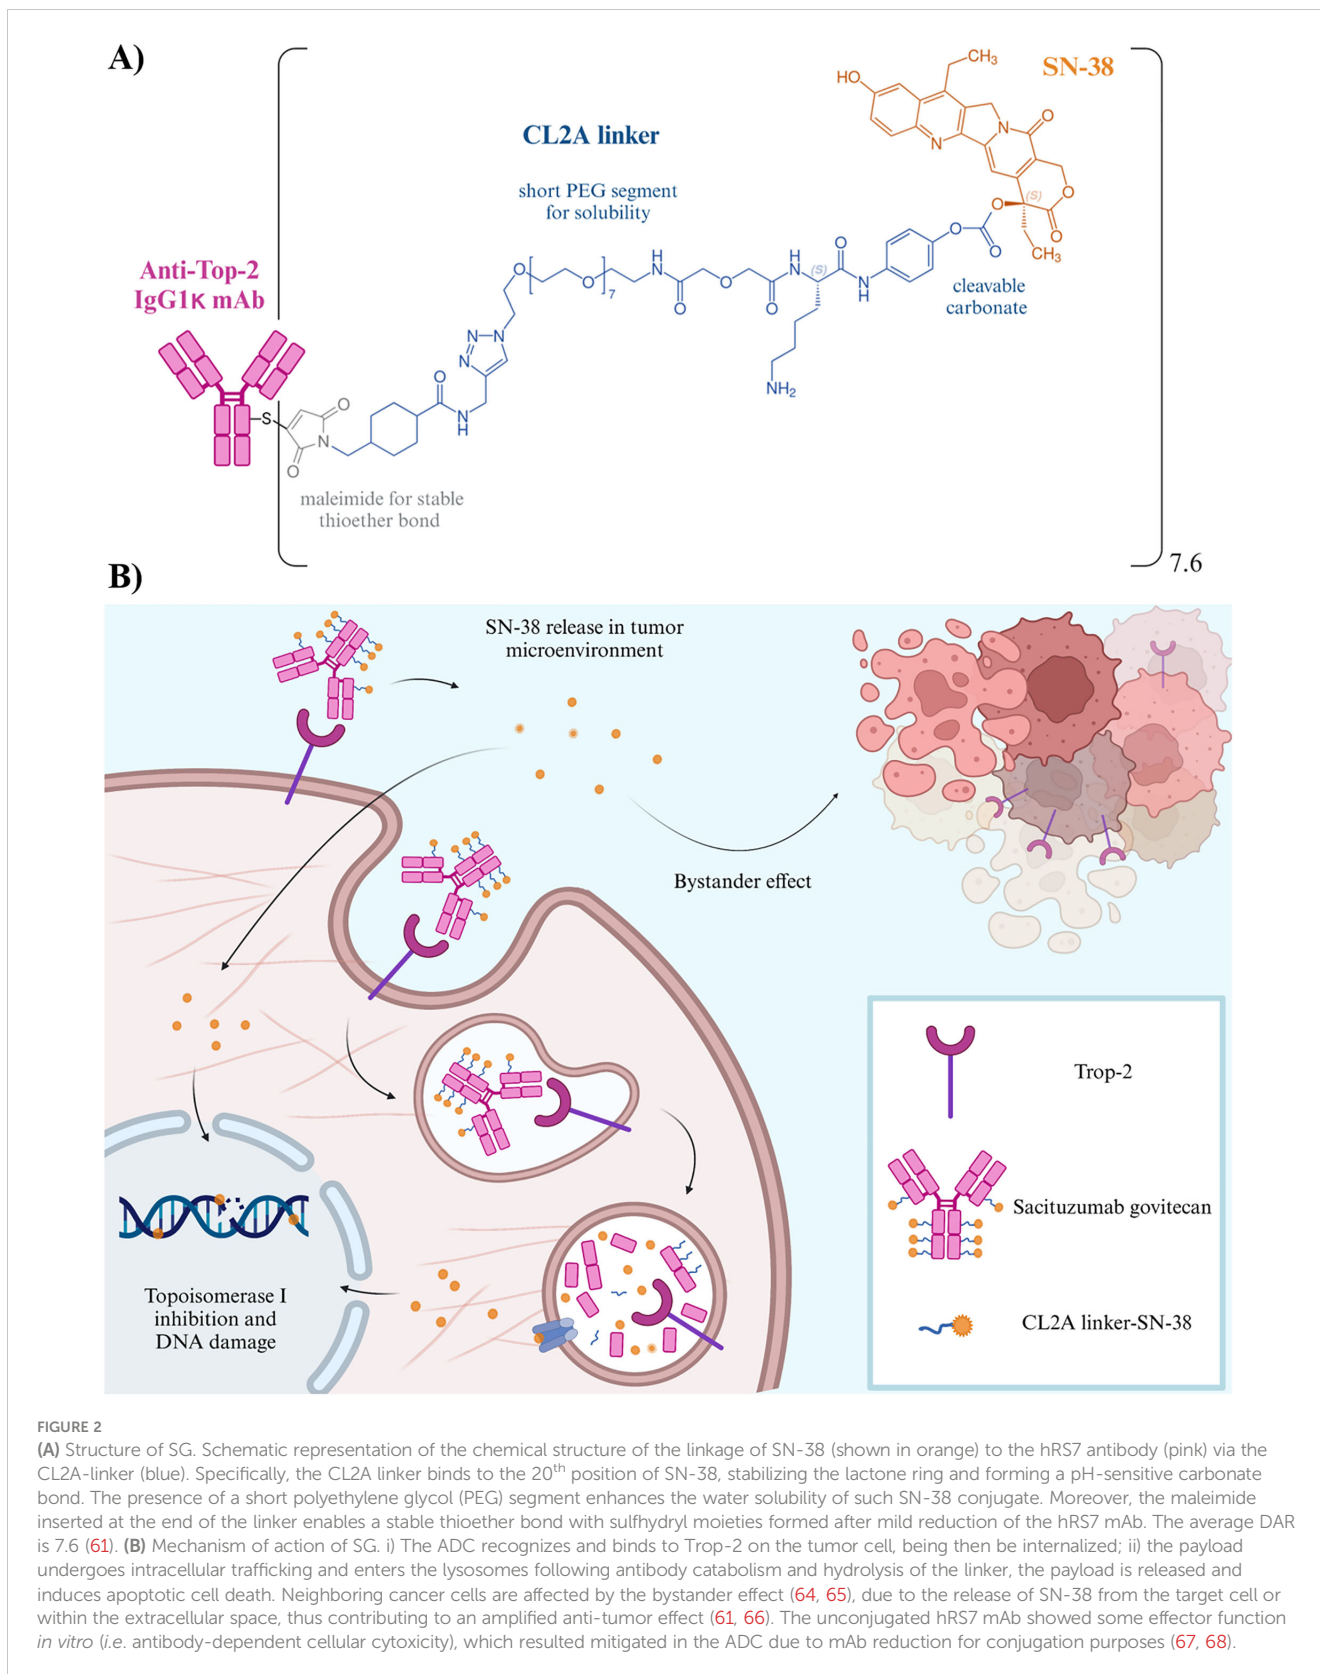 A)
SN-38
CH₃
HO
N
N
O
O
(S)
O
O
CH₃
CL2A linker
short PEG segment
for solubility
O
O
cleavable
carbonate
O
O
7
H
N
O
O
O
H
N
(S)
O
N
H
NH₂
Anti-Top-2
IgG1κ mAb
N
N
N
O
N
H
S
O
N
O
maleimide for stable
thioether bond
7.6
B)
SN-38 release in tumor
microenvironment
Bystander effect
Trop-2
Sacituzumab govitecan
CL2A linker-SN-38
Topoisomerase I
inhibition and
DNA damage
FIGURE 2
(A) Structure of SG. Schematic representation of the chemical structure of the linkage of SN-38 (shown in orange) to the hRS7 antibody (pink) via the
CL2A-linker (blue). Specifically, the CL2A linker binds to the 20th position of SN-38, stabilizing the lactone ring and forming a pH-sensitive carbonate
bond. The presence of a short polyethylene glycol (PEG) segment enhances the water solubility of such SN-38 conjugate. Moreover, the maleimide
inserted at the end of the linker enables a stable thioether bond with sulfhydryl moieties formed after mild reduction of the hRS7 mAb. The average DAR
is 7.6 (61). (B) Mechanism of action of SG. i) The ADC recognizes and binds to Trop-2 on the tumor cell, being then be internalized; ii) the payload
undergoes intracellular trafficking and enters the lysosomes following antibody catabolism and hydrolysis of the linker, the payload is released and
induces apoptotic cell death. Neighboring cancer cells are affected by the bystander effect (64, 65), due to the release of SN-38 from the target cell or
within the extracellular space, thus contributing to an amplified anti-tumor effect (61, 66). The unconjugated hRS7 mAb showed some effector function
in vitro (i.e. antibody-dependent cellular cytoxicity), which resulted mitigated in the ADC due to mAb reduction for conjugation purposes (67, 68).